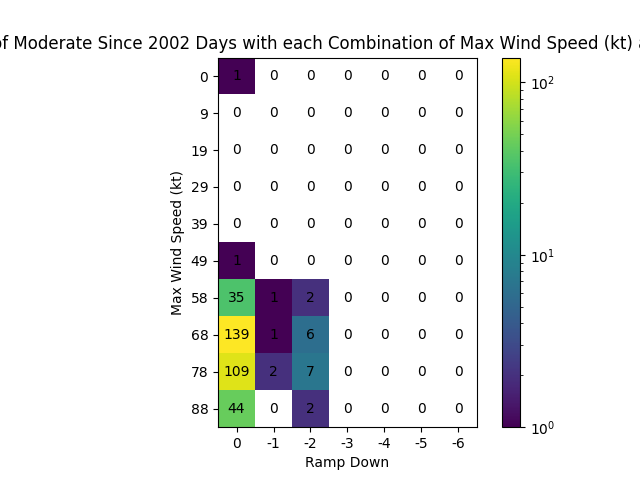 of Moderate Since 2002 Days with each Combination of Max Wind Speed (kt)
0 1 0 0 0 0 0 0
9 0 0 0 0 0 0 0
19 0 0 0 0 0 0 0
29 0 0 0 0 0 0 0
39 0 0 0 0 0 0 0
49 1 0 0 0 0 0 0
58 35 1 2 0 0 0 0
68 139 1 6 0 0 0 0
78 109 2 7 0 0 0 0
88 44 0 2 0 0 0 0
0 -1 -2 -3 -4 -5 -6
Ramp Down
Max Wind Speed (kt)
10²
10¹
10⁰